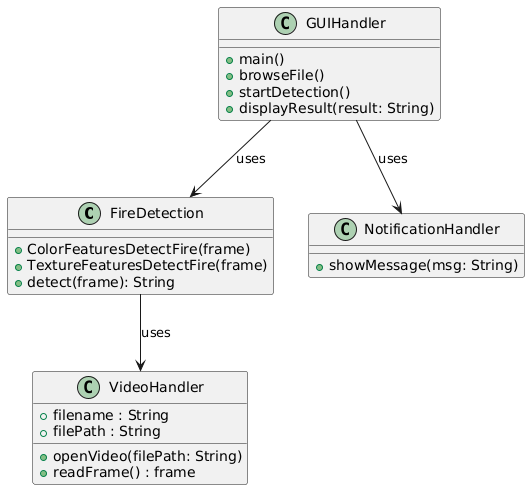 C GUIHandler
main()
browseFile()
startDetection()
displayResult(result: String)
uses
uses
C FireDetection
ColorFeaturesDetectFire(frame)
TextureFeaturesDetectFire(frame)
detect(frame): String
C NotificationHandler
showMessage(msg: String)
uses
C VideoHandler
filename : String
filePath : String
openVideo(filePath: String)
readFrame() : frame